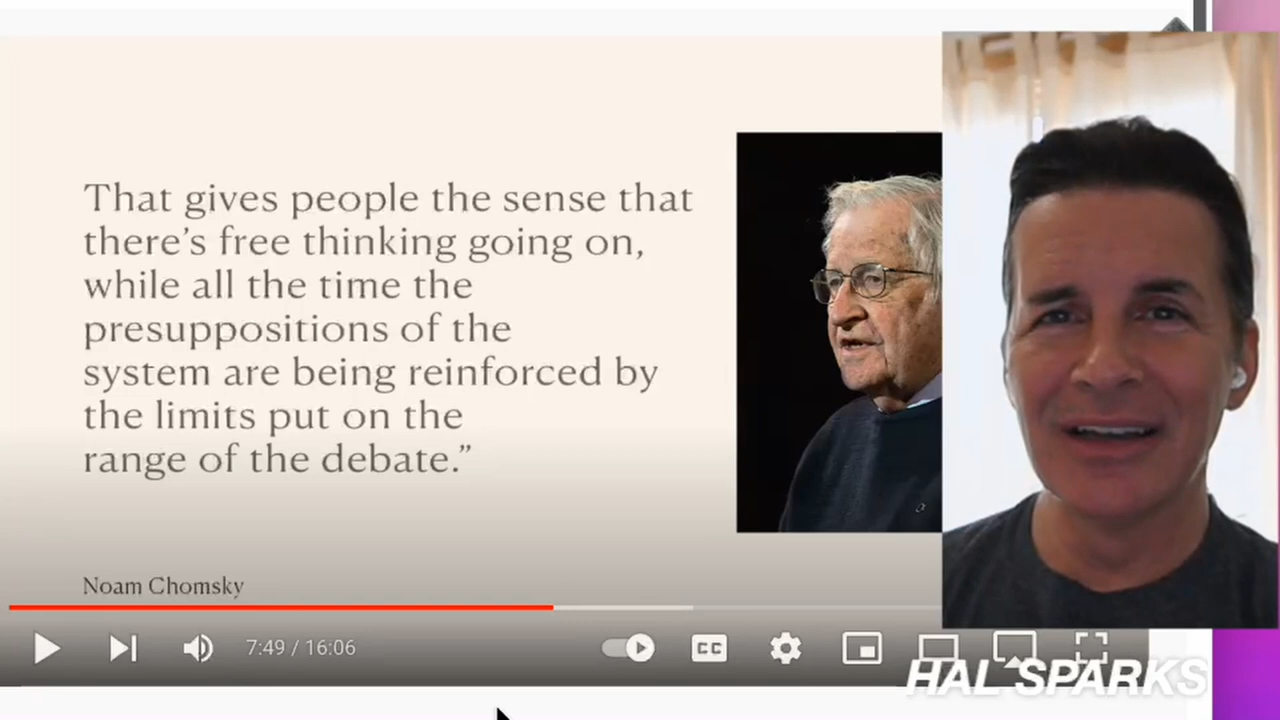 That gives people the sense that
there’s free thinking going on,
while all the time the
presuppositions of the
system are being reinforced by
the limits put on the
range of the debate.”
Noam Chomsky
7:49 / 16:06
CC
HAL SPARKS